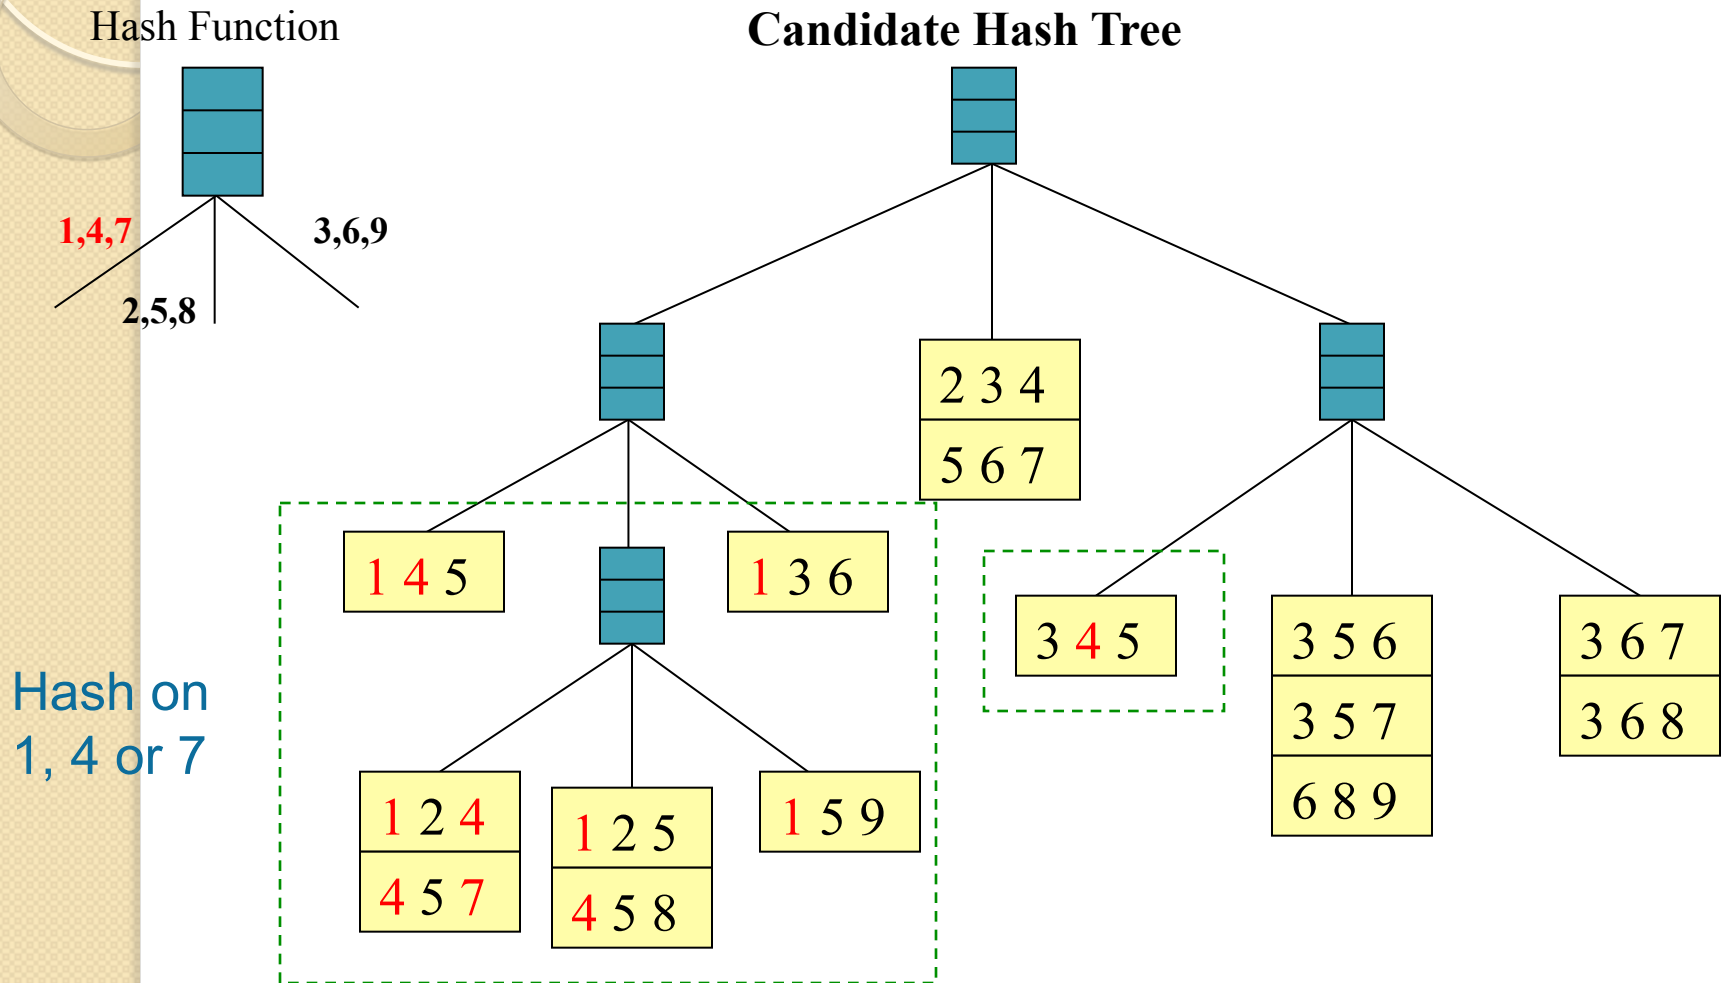 Hash Function
Candidate Hash Tree
1,4,7
3,6,9
2,5,8
2 3 4
5 6 7
1 4 5
1 3 6
3 4 5
3 5 6
3 6 7
3 5 7
3 6 8
6 8 9
Hash on
1, 4 or 7
1 2 4
1 2 5
1 5 9
4 5 7
4 5 8